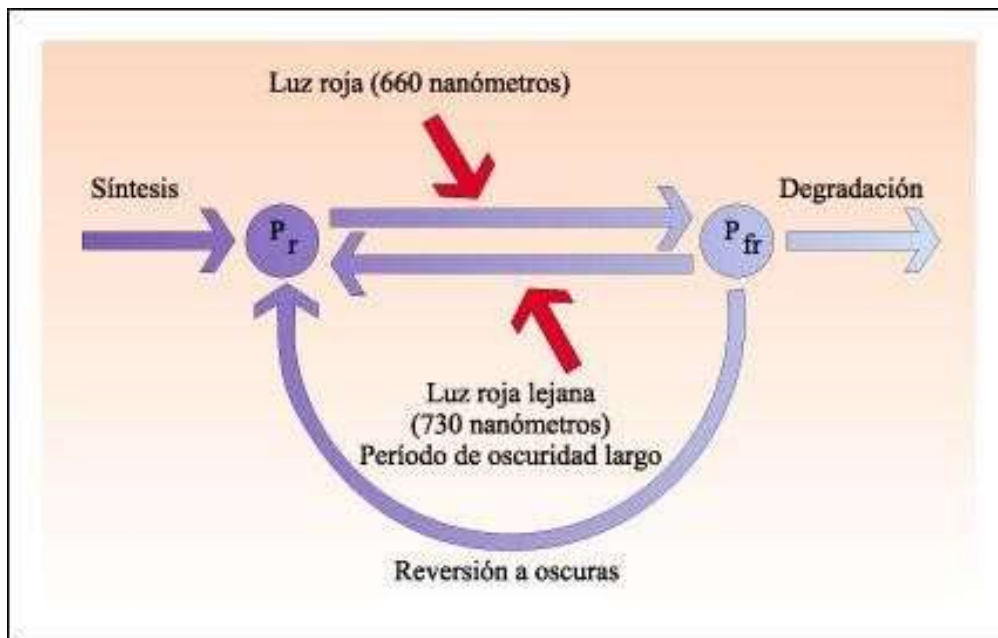 Luz roja (660 nanómetros)
Síntesis
Degradación
Pr
Pfr
Luz roja lejana
(730 nanómetros)
Período de oscuridad largo
Reversión a oscuras